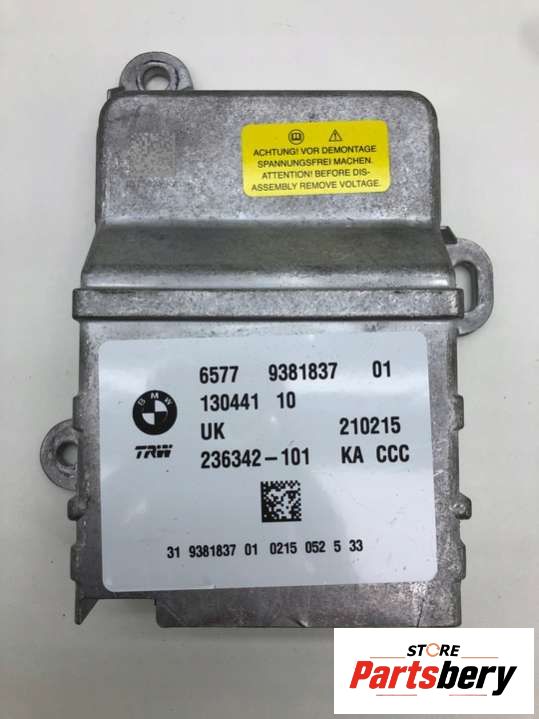 ACHTUNG! VOR DEMONTAGE
SPANNUNGSFREI MACHEN.
ATTENTION! BEFORE DIS-
ASSEMBLY REMOVE VOLTAGE.
6577 9381837 01
BMW
130441 10
UK 210215
TRW 236342-101 KA CCC
31 9381837 01 0215 052 5 33
STORE
Partsbery